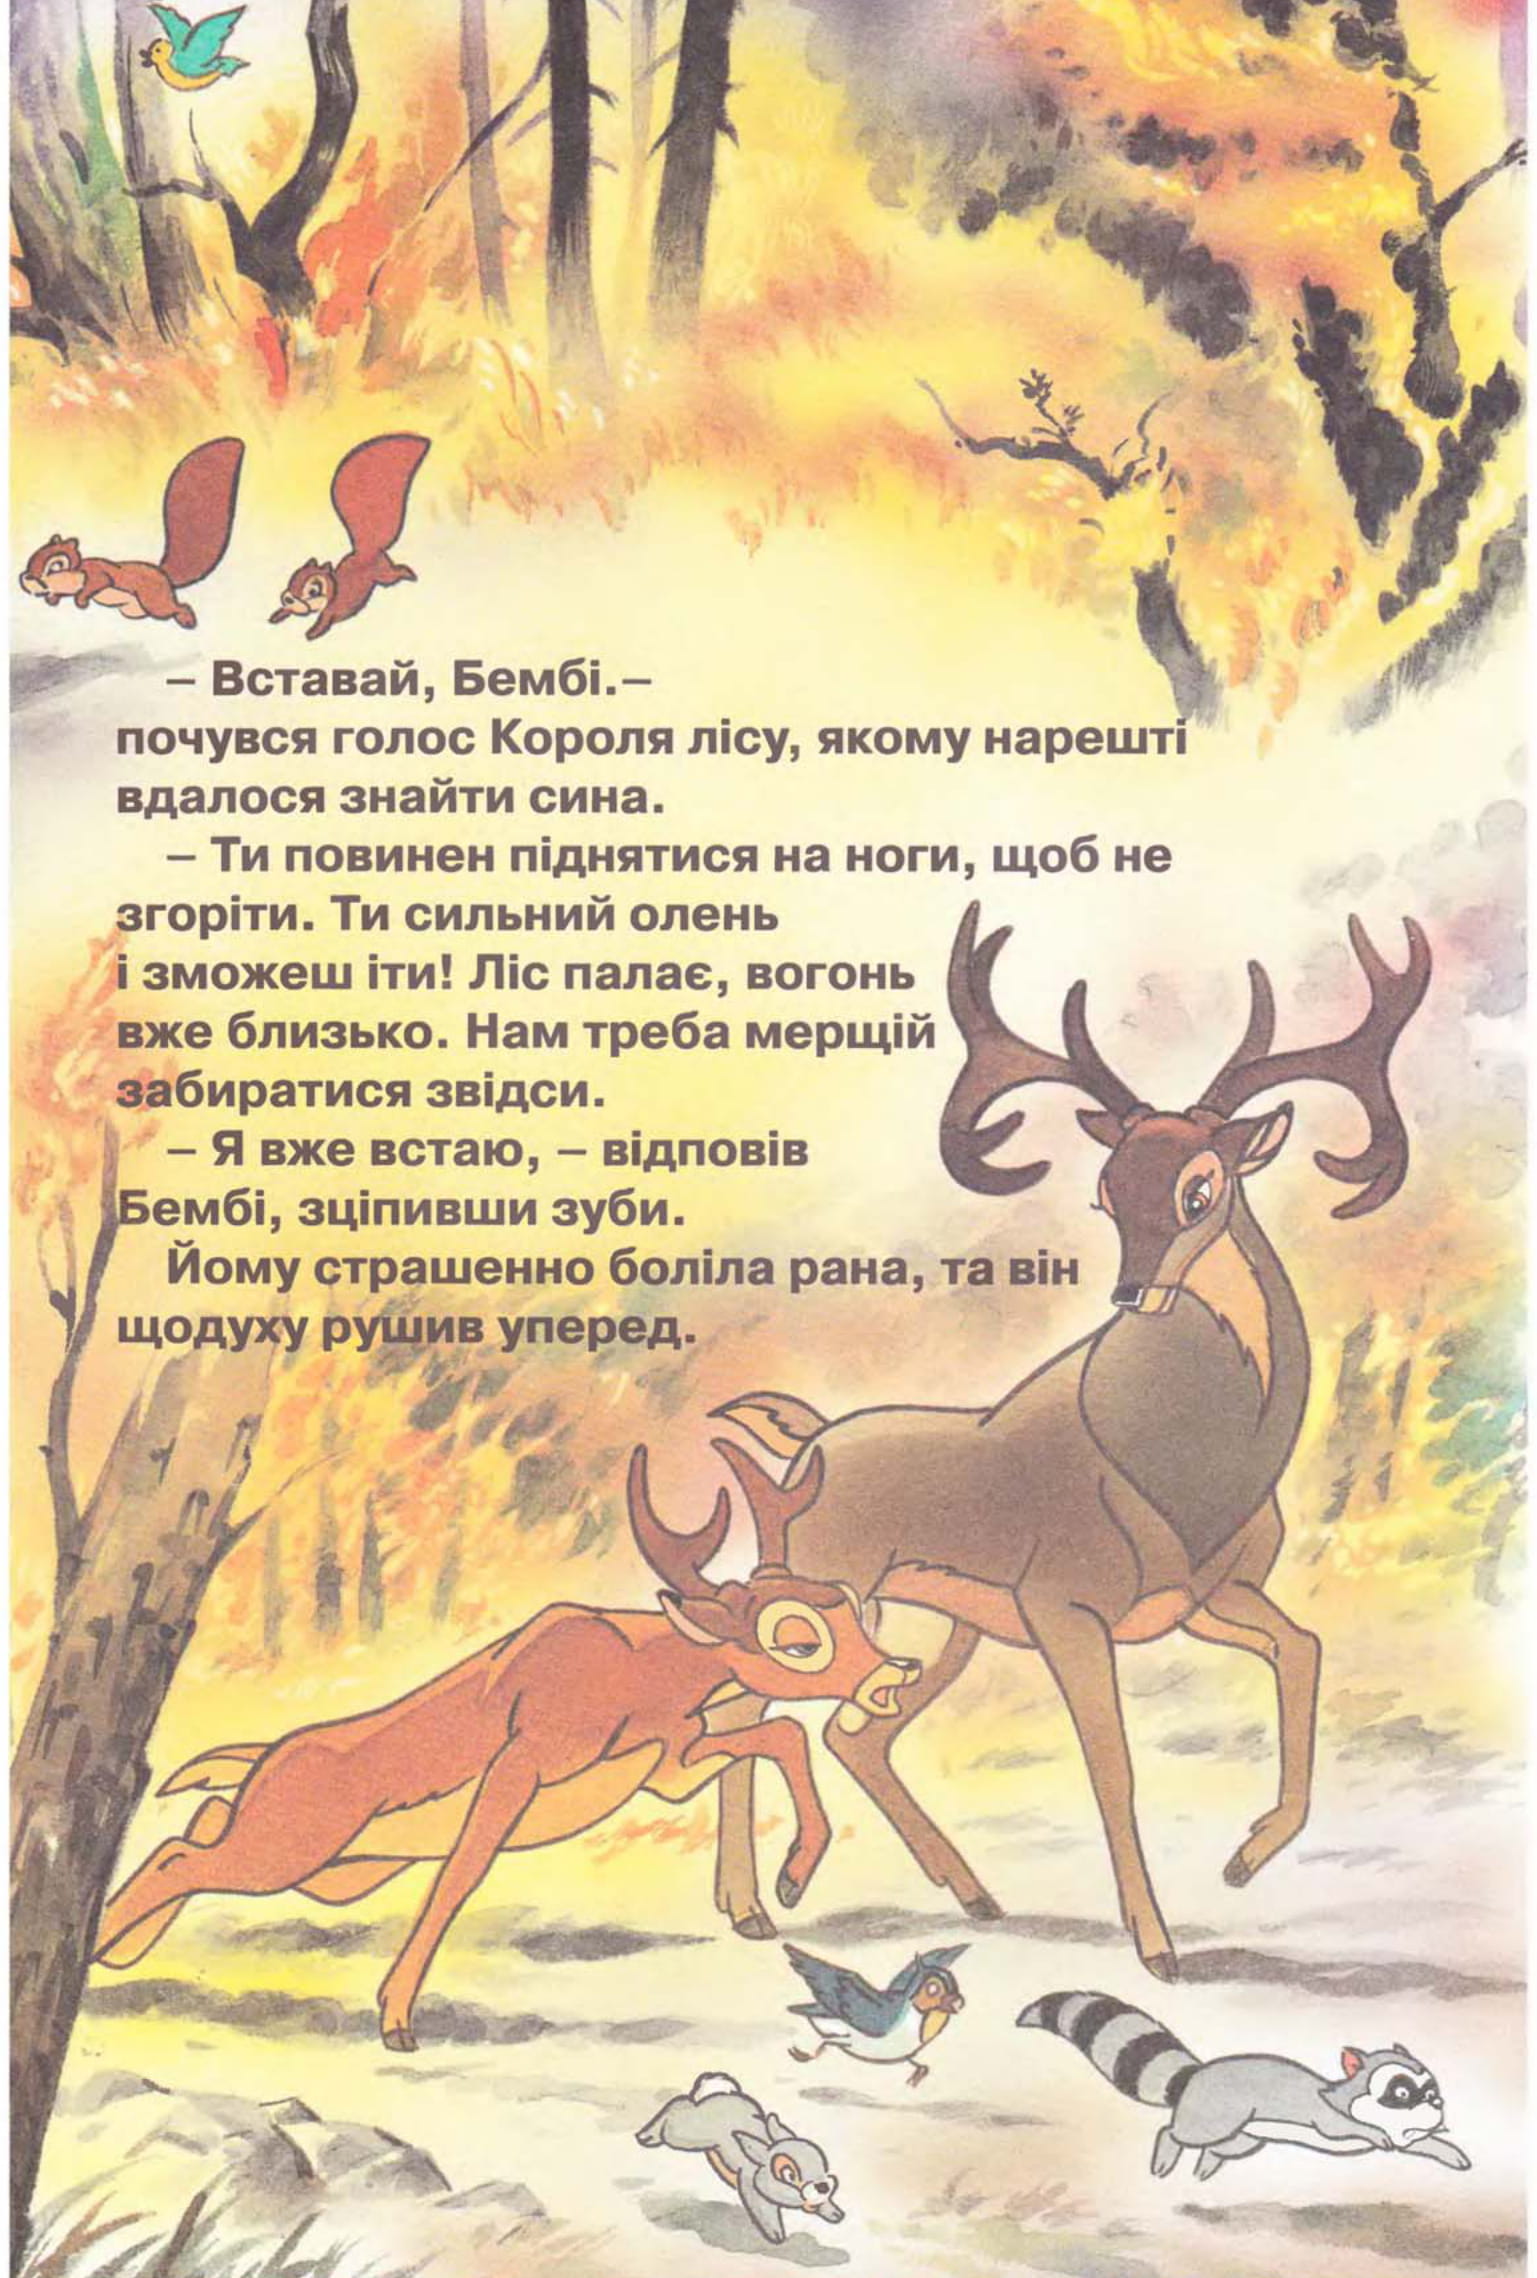 – Вставай, Бембі.–
почувся голос Короля лісу, якому нарешті
вдалося знайти сина.
– Ти повинен піднятися на ноги, щоб не
згоріти. Ти сильний олень
і зможеш іти! Ліс палає, вогонь
вже близько. Нам треба мерщій
забиратися звідси.
– Я вже встаю, – відповів
Бембі, зціпивши зуби.
Йому страшенно боліла рана, та він
щодуху рушив уперед.